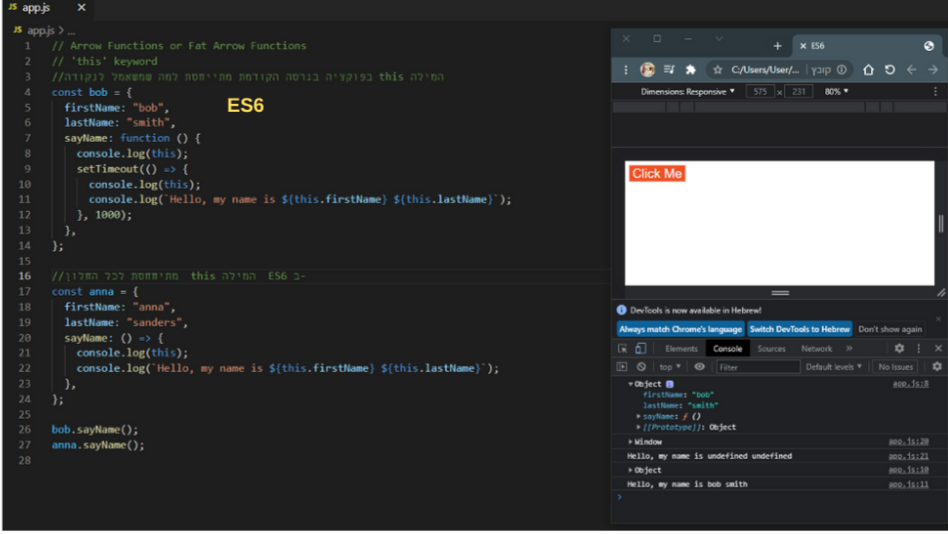 JS app.js ×
JS app.js > ...
1 // Arrow Functions or Fat Arrow Functions
2 // 'this' keyword
3 //המילה this בפוקציה בגרסה הקודמת מתייחסת למה שמשאמל לנקודה
4 const bob = {
5 firstName: "bob",
6 lastName: "smith",
7 sayName: function () {
8 console.log(this);
9 setTimeout(() => {
10 console.log(this);
11 console.log(`Hello, my name is ${this.firstName} ${this.lastName}`);
12 }, 1000);
13 },
14 };
15
16 //ב- ES6 המילה this מתייחסת לכל החלון
17 const anna = {
18 firstName: "anna",
19 lastName: "sanders",
20 sayName: () => {
21 console.log(this);
22 console.log(`Hello, my name is ${this.firstName} ${this.lastName}`);
23 },
24 };
25
26 bob.sayName();
27 anna.sayName();
28
ES6
+ × ES6
C:/Users/User/... | קובץ
Dimensions: Responsive ▼ 575 × 231 80% ▼
Click Me
DevTools is now available in Hebrew!
Always match Chrome's language Switch DevTools to Hebrew Don't show again
Elements Console Sources Network »
top ▼ Filter Default levels ▼ No Issues
▼Object app.js:8
firstName: "bob"
lastName: "smith"
▶ sayName: ƒ ()
▶ [[Prototype]]: Object
▶ Window app.js:20
Hello, my name is undefined undefined app.js:21
▶ Object app.js:10
Hello, my name is bob smith app.js:11